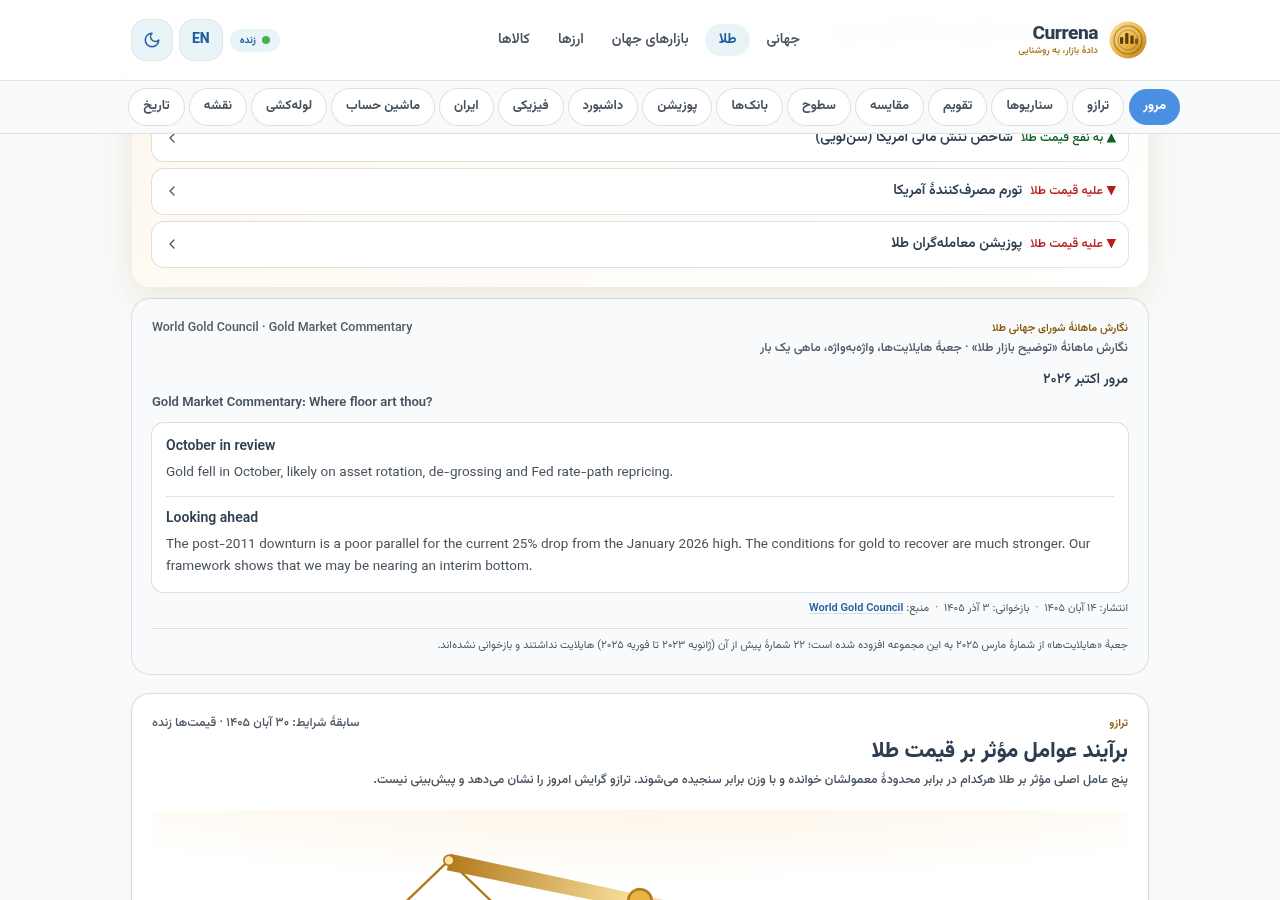 Currena
دادهٔ بازار، به روشنایی
جهانی
طلا
بازارهای جهان
ارزها
کالاها
زنده
EN
مرور
ترازو
سناریوها
تقویم
مقایسه
سطوح
بانک‌ها
پوزیشن
داشبورد
فیزیکی
ایران
ماشین حساب
لوله‌کشی
نقشه
تاریخ
▲ به نفع قیمت طلا شاخص تنش مالی آمریکا (سن‌لویی)
▼ علیه قیمت طلا تورم مصرف‌کنندهٔ آمریکا
▼ علیه قیمت طلا پوزیشن معامله‌گران طلا
نگارش ماهانهٔ شورای جهانی طلا
World Gold Council · Gold Market Commentary
نگارش ماهانهٔ «توضیح بازار طلا» · جعبهٔ هایلایت‌ها، واژه‌به‌واژه، ماهی یک بار
مرور اکتبر ۲۰۲۶
Gold Market Commentary: Where floor art thou?
October in review
Gold fell in October, likely on asset rotation, de-grossing and Fed rate-path repricing.
Looking ahead
The post-2011 downturn is a poor parallel for the current 25% drop from the January 2026 high. The conditions for gold to recover are much stronger. Our
framework shows that we may be nearing an interim bottom.
انتشار: ۱۴ آبان ۱۴۰۵ · بازخوانی: ۳ آذر ۱۴۰۵ · منبع: World Gold Council
جعبهٔ «هایلایت‌ها» از شمارهٔ مارس ۲۰۲۵ به این مجموعه افزوده شده است؛ ۲۲ شمارهٔ پیش از آن (ژانویه ۲۰۲۳ تا فوریه ۲۰۲۵) هایلایت نداشتند و بازخوانی نشده‌اند.
ترازو
سابقهٔ شرایط: ۳۰ آبان ۱۴۰۵ · قیمت‌ها زنده
برآیند عوامل مؤثر بر قیمت طلا
پنج عامل اصلی مؤثر بر طلا هرکدام در برابر محدودهٔ معمولشان خوانده و با وزن برابر سنجیده می‌شوند. ترازو گرایش امروز را نشان می‌دهد و پیش‌بینی نیست.